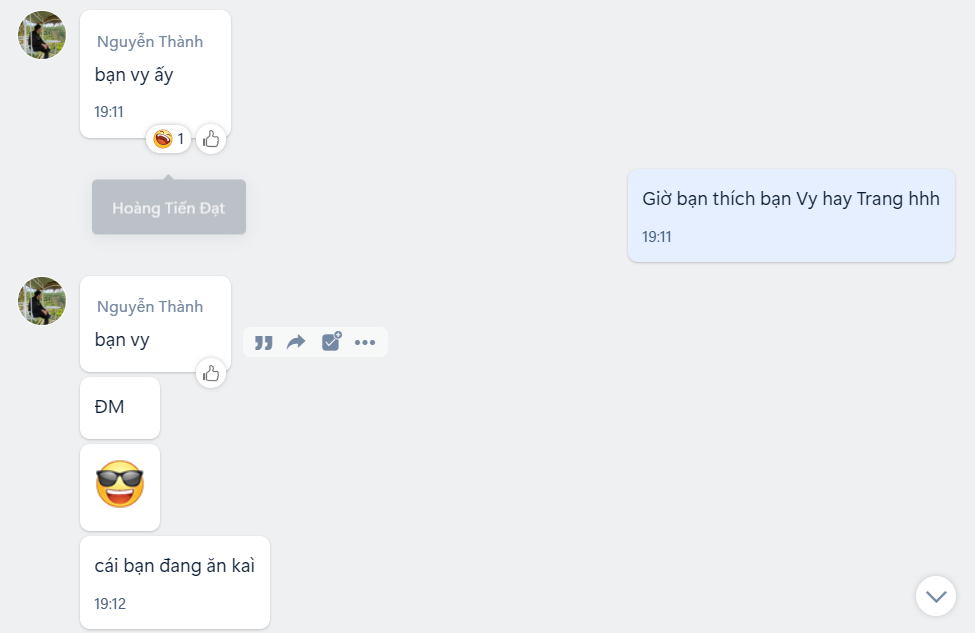 Nguyễn Thành
bạn vy ấy
19:11
1
Hoàng Tiến Đạt
Giờ bạn thích bạn Vy hay Trang hhh
19:11
Nguyễn Thành
bạn vy
ĐM
cái bạn đang ăn kaì
19:12